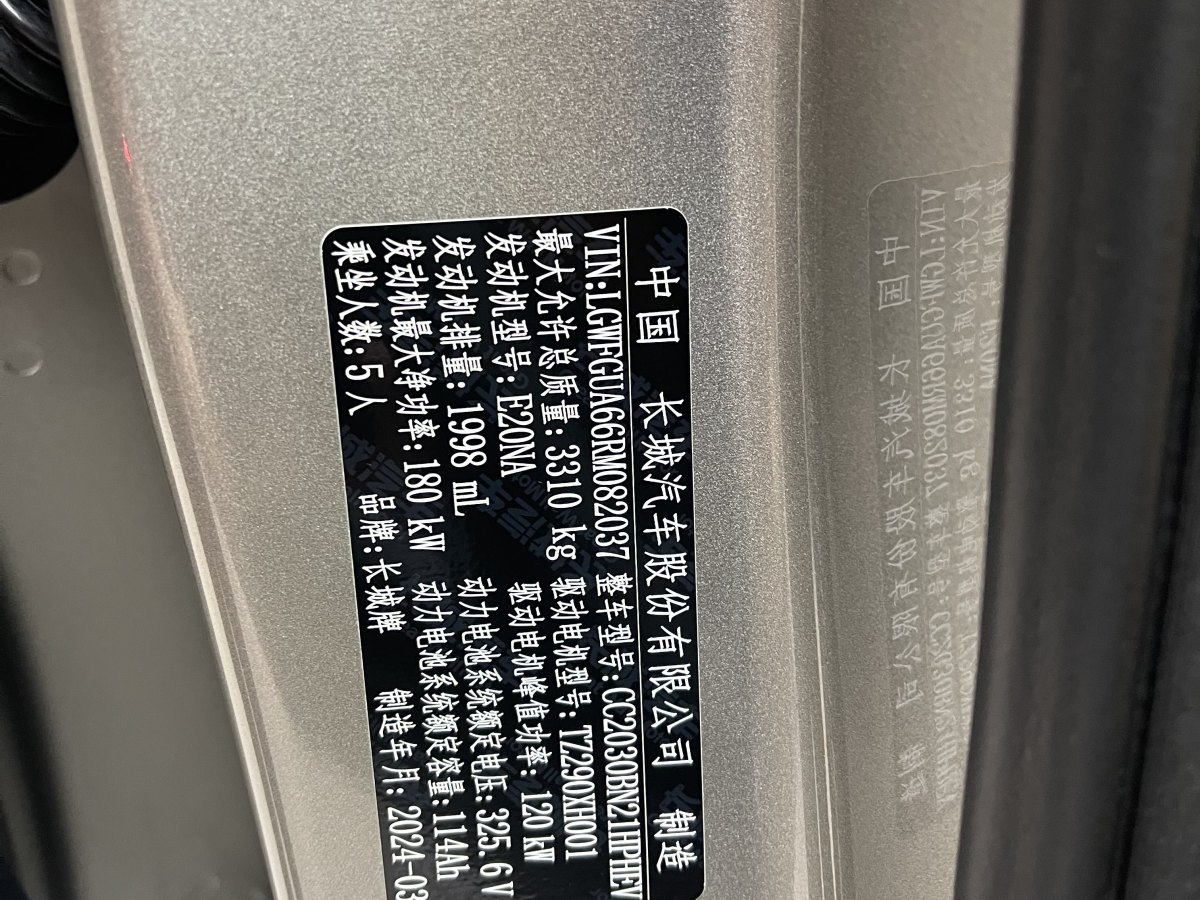 中国 长城汽车股份有限公司 制造
VIN:LGWFGUA66RM082037 整车型号:CC2030BN21HPHEV
最大允许总质量:3310 kg 驱动电机型号:TZ290XH001
发动机型号:E20NA 驱动电机峰值功率:120kW
发动机排量:1998 mL 动力电池系统额定电压:325.6V
发动机最大净功率:180 kW 动力电池系统额定容量:114Ah
乘坐人数:5人 品牌:长城牌 制造年月:2024-03